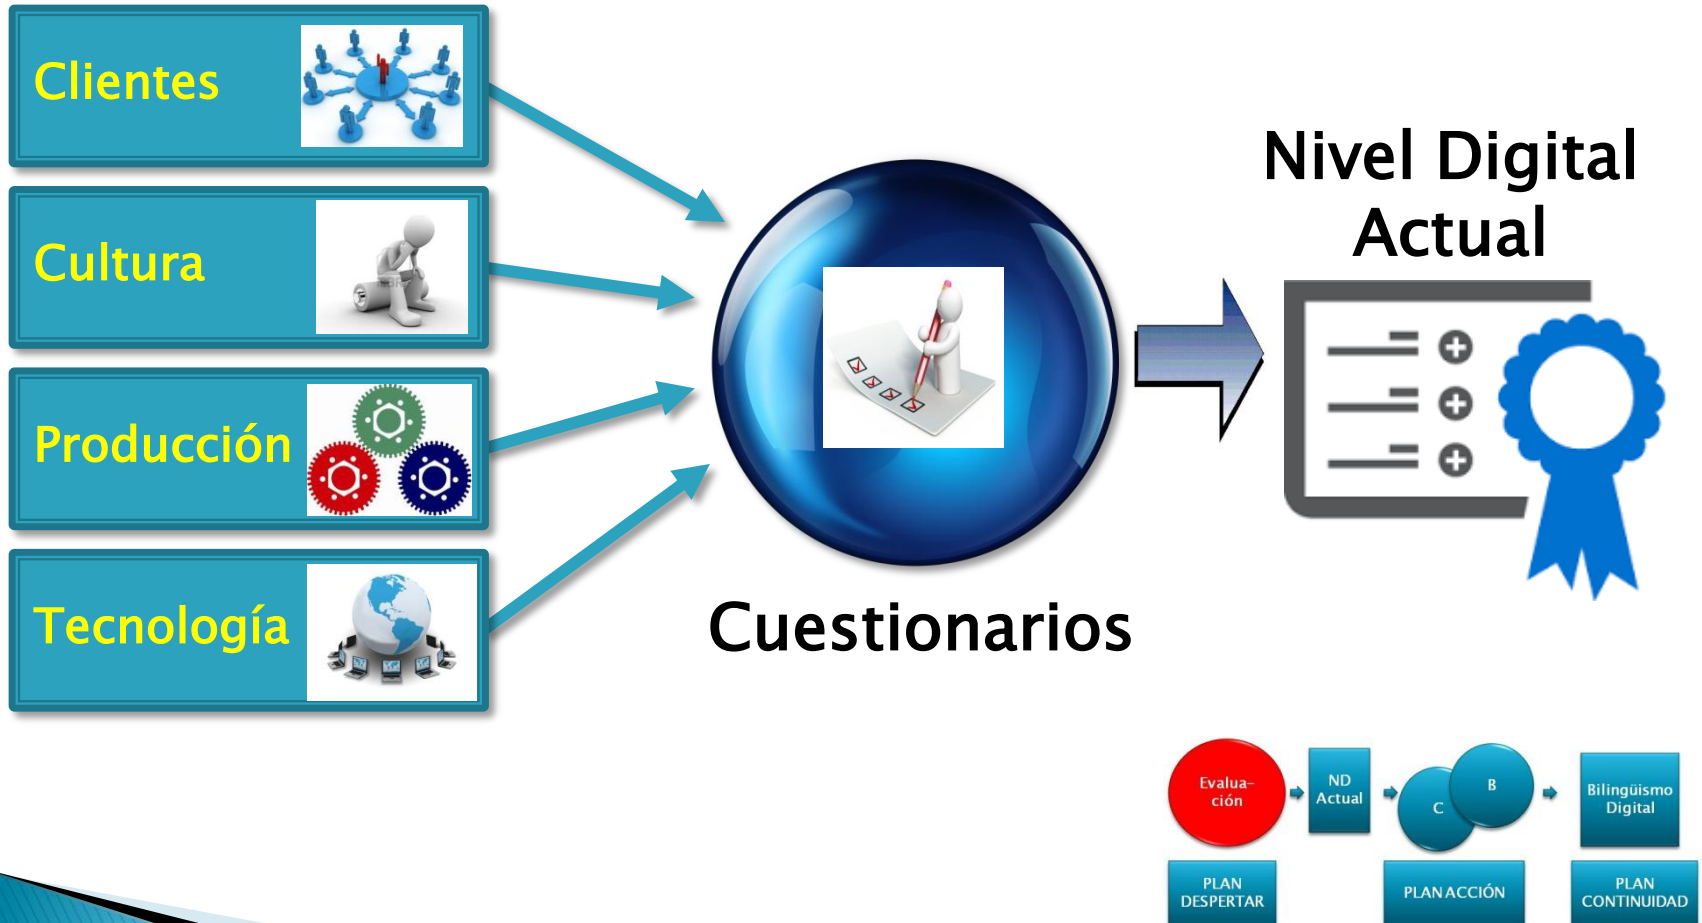 Clientes
Cultura
Producción
Tecnología
Cuestionarios
Nivel Digital
Actual
Evalua-
ción
ND
Actual
C
B
Bilingüismo
Digital
PLAN
DESPERTAR
PLAN ACCIÓN
PLAN
CONTINUIDAD